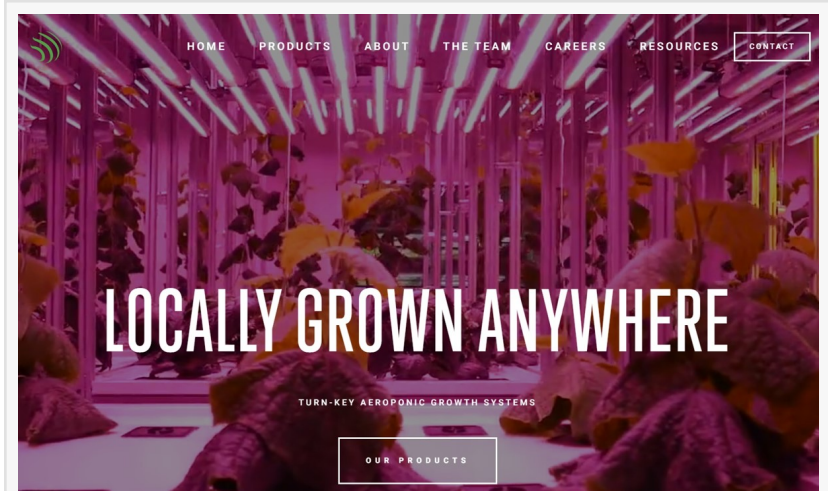 HOME PRODUCTS ABOUT THE TEAM CAREERS RESOURCES CONTACT
LOCALLY GROWN ANYWHERE
TURN-KEY AEROPONIC GROWTH SYSTEMS
OUR PRODUCTS